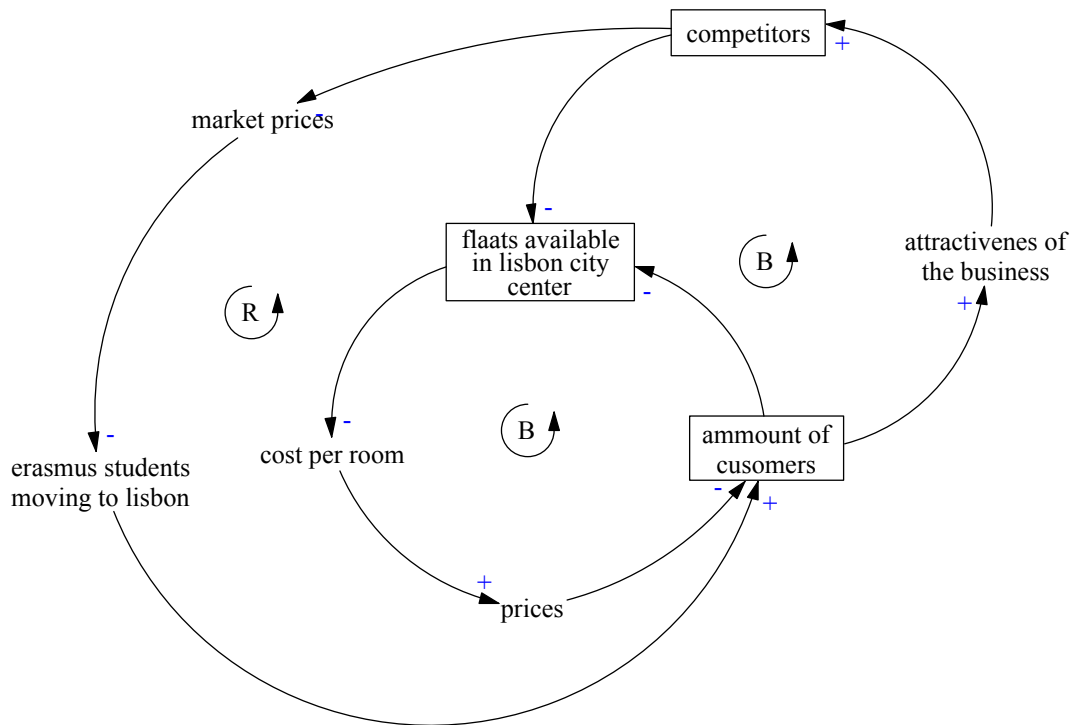 competitors
+
market prices
-
-
flaats available
in lisbon city
center
-
B
attractivenes of
the business
+
R
B
-
cost per room
-
erasmus students
moving to lisbon
ammount of
cusomers
-
+
+
prices